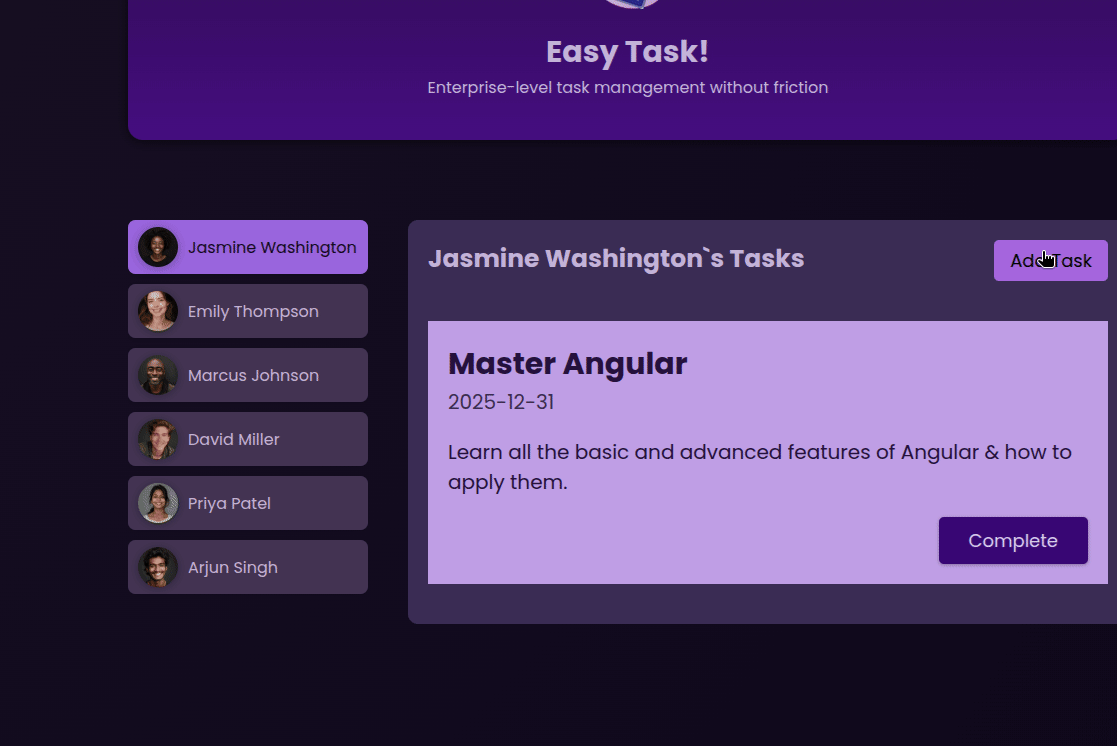 Easy Task!
Enterprise-level task management without friction
Jasmine Washington
Emily Thompson
Marcus Johnson
David Miller
Priya Patel
Arjun Singh
Jasmine Washington`s Tasks
Add Task
Master Angular
2025-12-31
Learn all the basic and advanced features of Angular & how to
apply them.
Complete